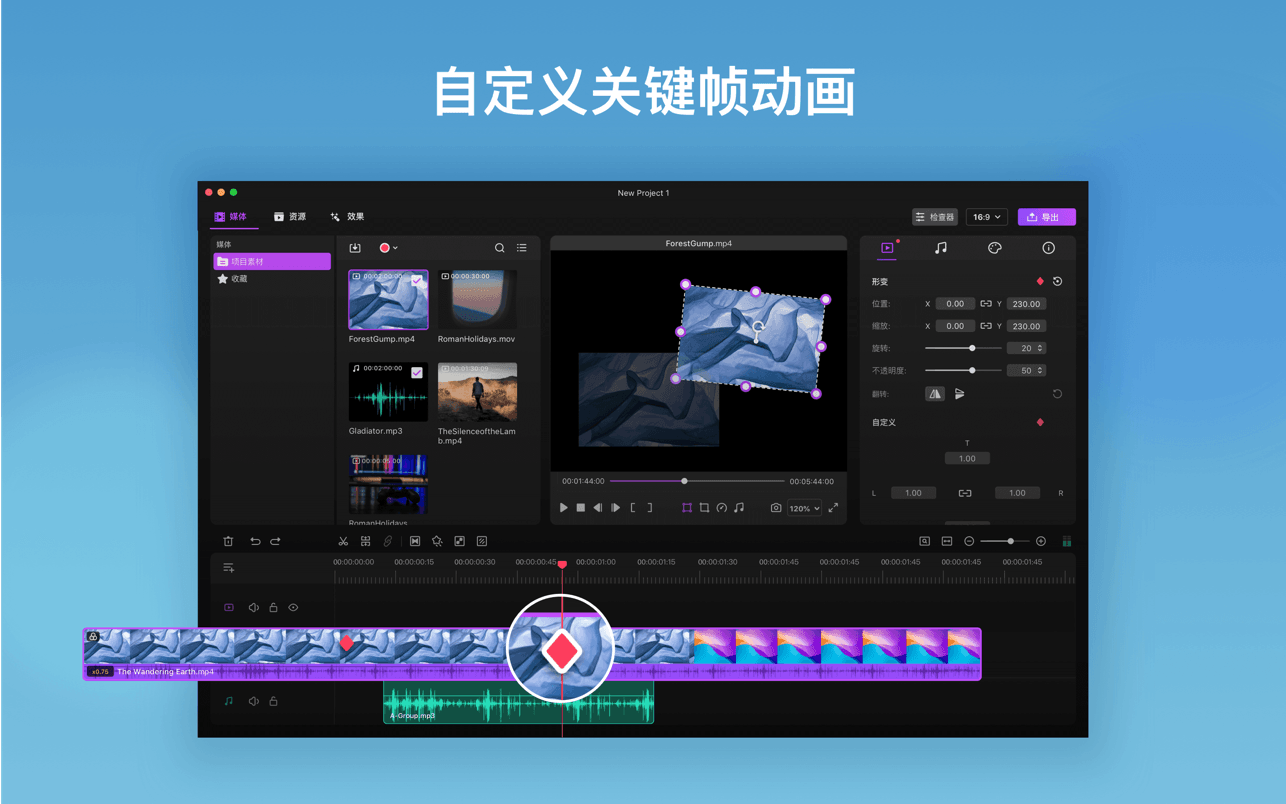 自定义关键帧动画
New Project 1
媒体
资源
效果
检查器
16:9
导出
媒体
项目素材
收藏
00:02:00:00
ForestGump.mp4
00:00:30:00
RomanHolidays.mov
00:02:00:00
Gladiator.mp3
00:01:30:09
TheSilenceoftheLam
b.mp4
00:00:05:00
RomanHolidays
ForestGump.mp4
00:01:44:00
00:05:44:00
120%
形变
位置:
X
0.00
Y
230.00
缩放:
X
0.00
Y
230.00
旋转:
20
不透明度:
50
翻转:
自定义
T
1.00
L
1.00
1.00
R
00:00:00:00
00:00:00:15
00:00:00:30
00:00:00:45
00:00:01:00
00:00:01:15
00:00:01:30
00:00:01:45
00:00:01:45
00:00:01:45
00:00:01:45
00:00:01:45
x0.75
The Wandering Earth.mp4
A-Group.mp3